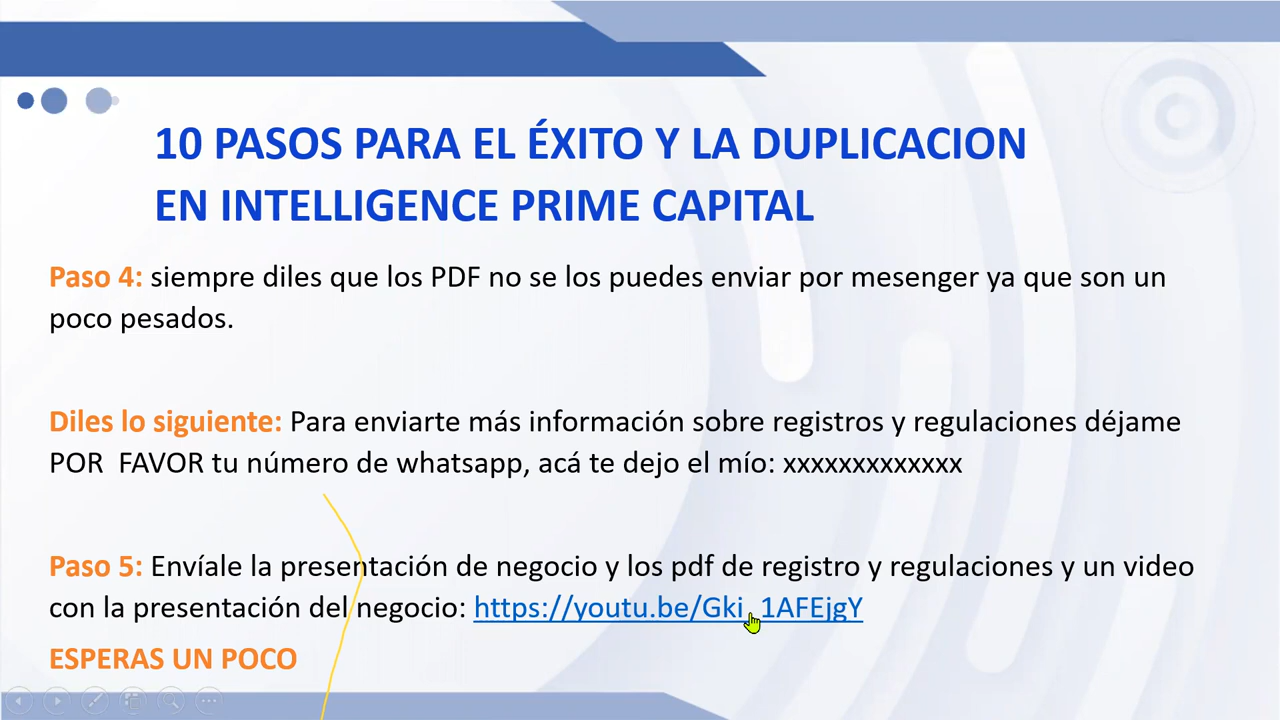 10 PASOS PARA EL ÉXITO Y LA DUPLICACION
EN INTELLIGENCE PRIME CAPITAL
Paso 4: siempre diles que los PDF no se los puedes enviar por mesenger ya que son un
poco pesados.
Diles lo siguiente: Para enviarte más información sobre registros y regulaciones déjame
POR  FAVOR tu número de whatsapp, acá te dejo el mío: xxxxxxxxxxxxx
Paso 5: Envíale la presentación de negocio y los pdf de registro y regulaciones y un video
con la presentación del negocio: https://youtu.be/Gki_1AFEjgY
ESPERAS UN POCO